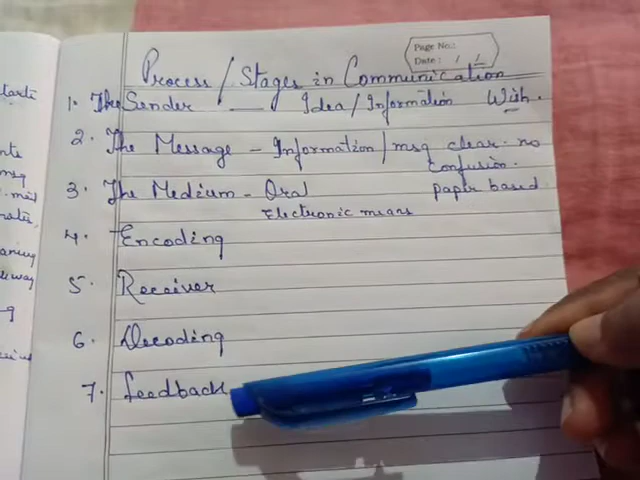 Page No.:
Date: / /
Process / Stages in Communication
1. The Sender — Idea / Information Wish.
2. The Message - Information / msg clear. no confusion.
3. The Medium - Oral paper based
Electronic means
4. Encoding
5. Receiver
6. Decoding
7. feedback